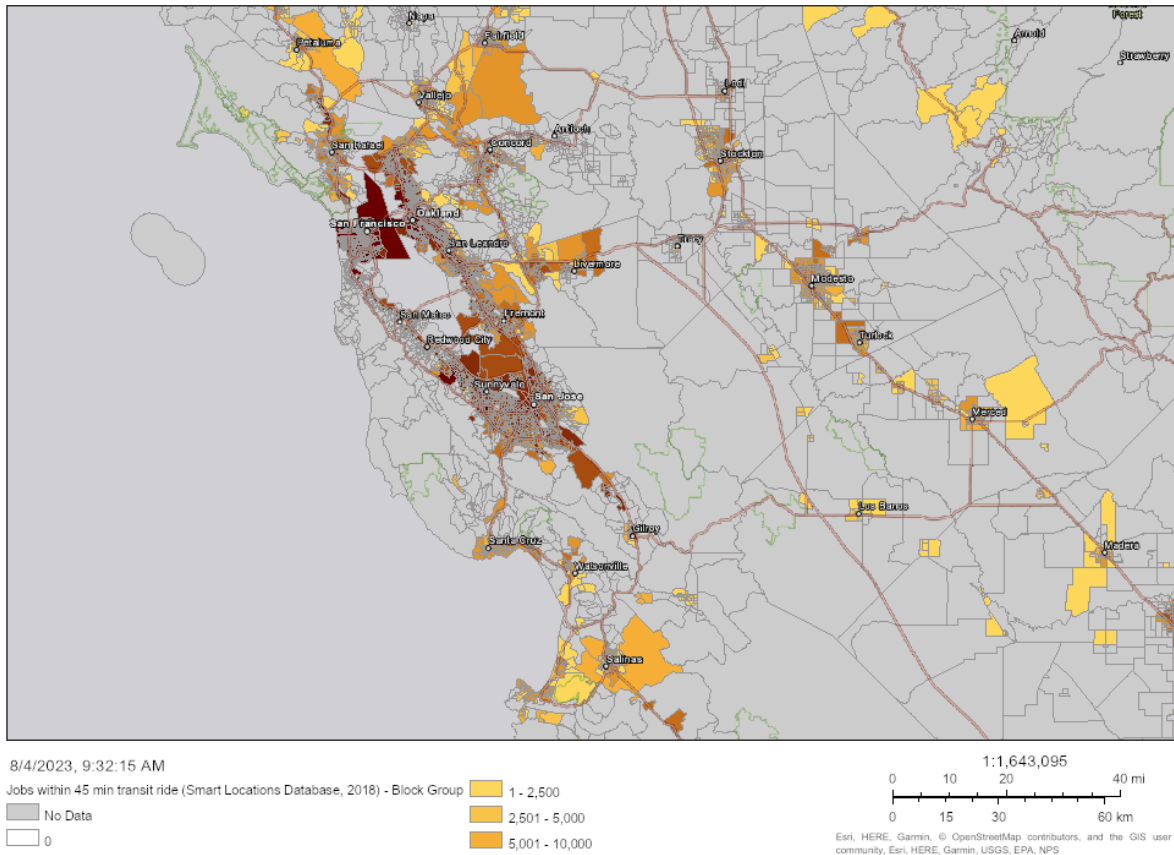 Napa
Forest
Arnold
Strawberry
Petaluma
Fairfield
Lodi
Vallejo
Antioch
San Rafael
Concord
Stockton
Oakland
San Francisco
San Leandro
Tracy
Livermore
Modesto
San Mateo
Fremont
Turlock
Redwood City
Sunnyvale
San Jose
Merced
Los Banos
Gilroy
Santa Cruz
Madera
Watsonville
Salinas
8/4/2023, 9:32:15 AM
Jobs within 45 min transit ride (Smart Locations Database, 2018) - Block Group
No Data
0
1 - 2,500
2,501 - 5,000
5,001 - 10,000
1:1,643,095
0 10 20 40 mi
0 15 30 60 km
Esri, HERE, Garmin, © OpenStreetMap contributors, and the GIS user
community, Esri, HERE, Garmin, USGS, EPA, NPS